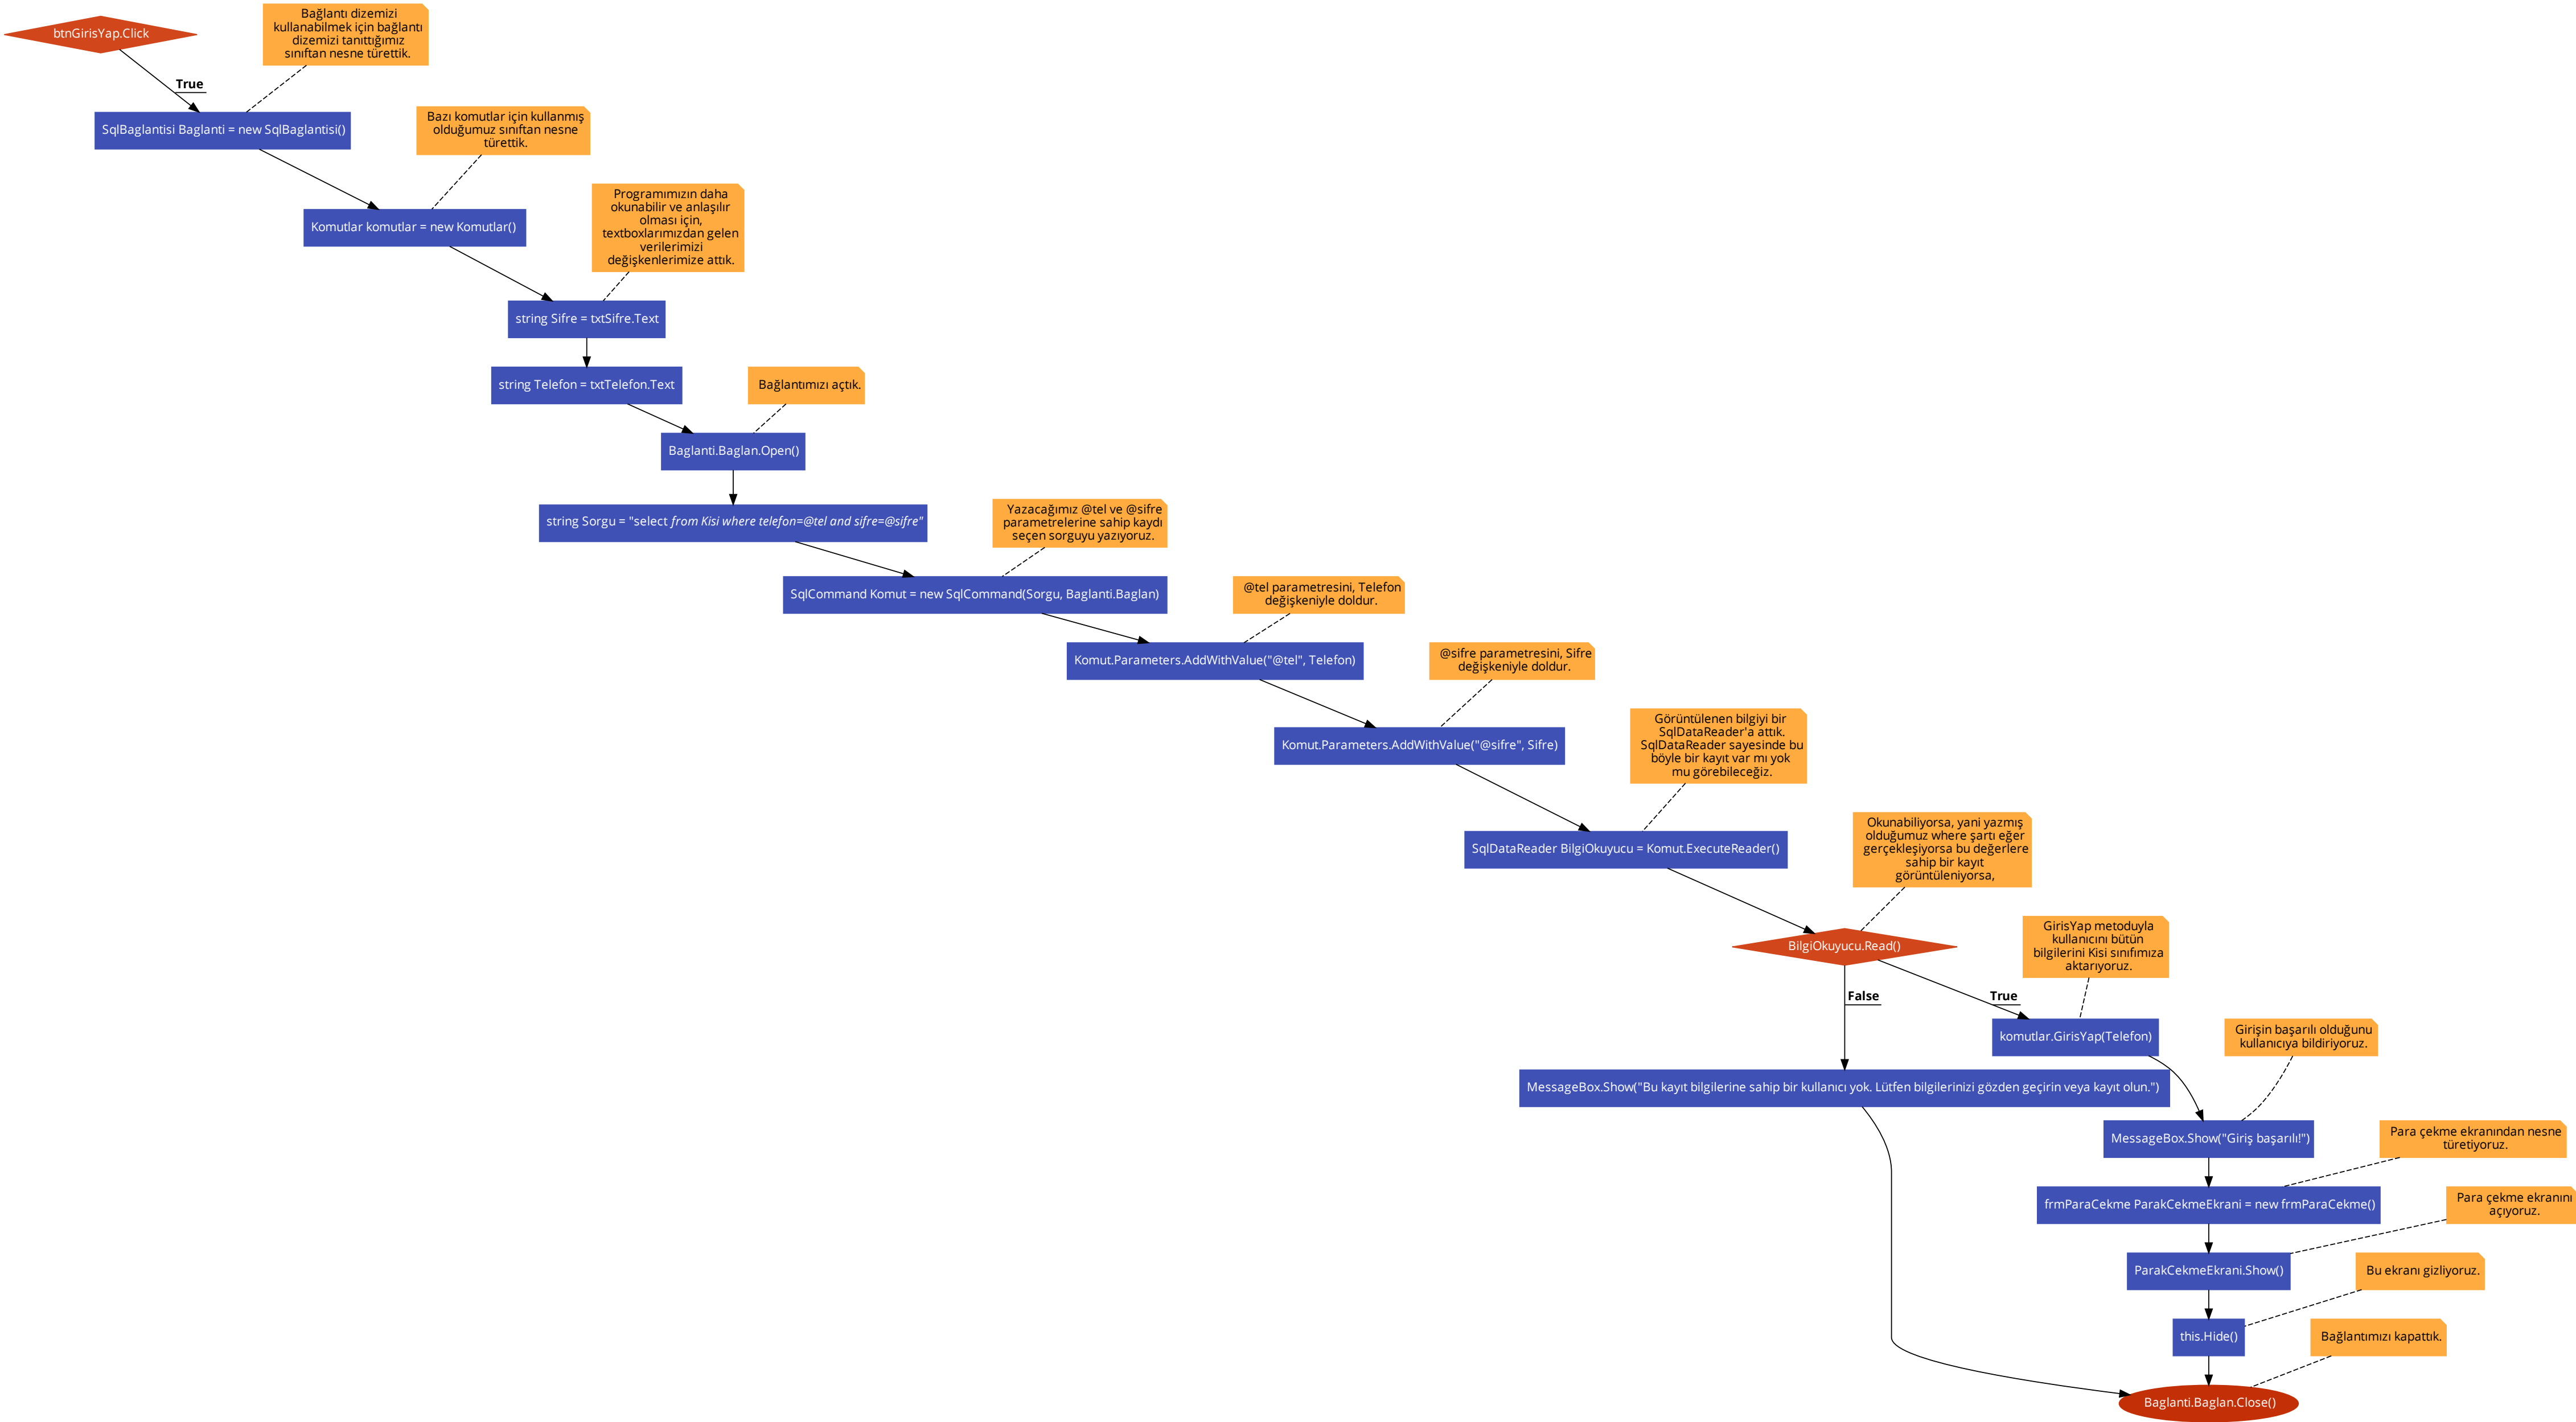 btnGirisYap.Click
Bağlantı dizemizi
kullanabilmek için bağlantı
dizemizi tanıttığımız
sınıftan nesne türettik.
True
SqlBaglantisi Baglanti = new SqlBaglantisi()
Bazı komutlar için kullanmış
olduğumuz sınıftan nesne
türettik.
Komutlar komutlar = new Komutlar()
Programımızın daha
okunabilir ve anlaşılır
olması için,
textboxlarımızdan gelen
verilerimizi
değişkenlerimize attık.
string Sifre = txtSifre.Text
string Telefon = txtTelefon.Text
Bağlantımızı açtık.
Baglanti.Baglan.Open()
string Sorgu = "select from Kisi where telefon=@tel and sifre=@sifre"
Yazacağımız @tel ve @sifre
parametrelerine sahip kaydı
seçen sorguyu yazıyoruz.
SqlCommand Komut = new SqlCommand(Sorgu, Baglanti.Baglan)
@tel parametresini, Telefon
değişkeniyle doldur.
Komut.Parameters.AddWithValue("@tel", Telefon)
@sifre parametresini, Sifre
değişkeniyle doldur.
Komut.Parameters.AddWithValue("@sifre", Sifre)
Görüntülenen bilgiyi bir
SqlDataReader'a attık.
SqlDataReader sayesinde bu
böyle bir kayıt var mı yok
mu görebileceğiz.
SqlDataReader BilgiOkuyucu = Komut.ExecuteReader()
Okunabiliyorsa, yani yazmış
olduğumuz where şartı eğer
gerçekleşiyorsa bu değerlere
sahip bir kayıt
görüntüleniyorsa,
BilgiOkuyucu.Read()
GirisYap metoduyla
kullanıcını bütün
bilgilerini Kisi sınıfımıza
aktarıyoruz.
False
True
komutlar.GirisYap(Telefon)
Girişin başarılı olduğunu
kullanıcıya bildiriyoruz.
MessageBox.Show("Bu kayıt bilgilerine sahip bir kullanıcı yok. Lütfen bilgilerinizi gözden geçirin veya kayıt olun.")
MessageBox.Show("Giriş başarılı!")
Para çekme ekranından nesne
türetiyoruz.
frmParaCekme ParakCekmeEkrani = new frmParaCekme()
Para çekme ekranını
açıyoruz.
ParakCekmeEkrani.Show()
Bu ekranı gizliyoruz.
this.Hide()
Bağlantımızı kapattık.
Baglanti.Baglan.Close()